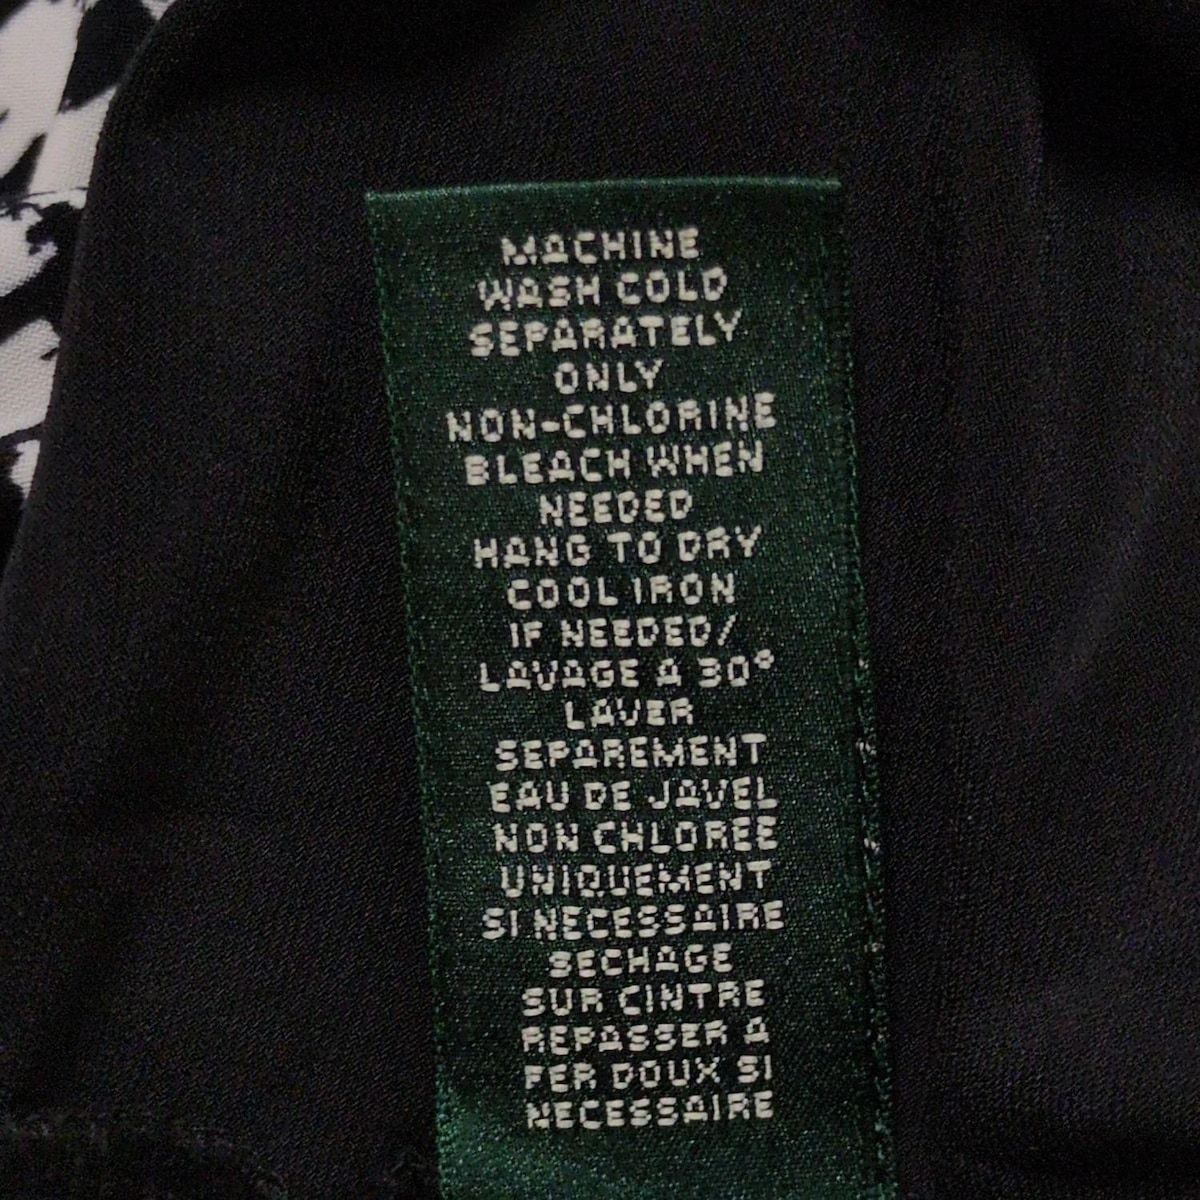 MACHINE
WASH COLD
SEPARATELY
ONLY
NON-CHLORINE
BLEACH WHEN
NEEDED
HANG TO DRY
COOL IRON
IF NEEDED/
LAVAGE A 30°
LAVER
SEPAREMENT
EAU DE JAVEL
NON CHLOREE
UNIQUEMENT
SI NECESSAIRE
SECHAGE
SUR CINTRE
REPASSER A
FER DOUX SI
NECESSAIRE